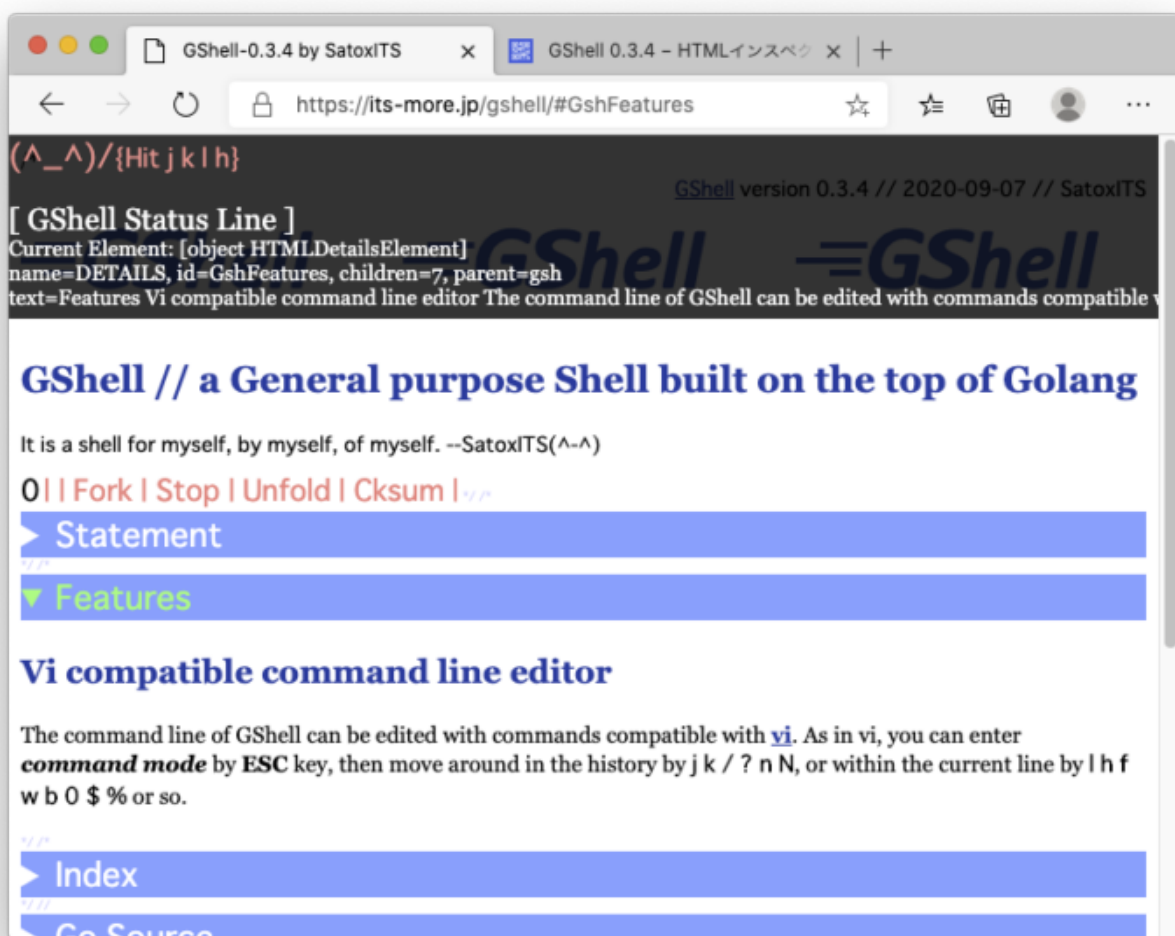 GShell-0.3.4 by SatoxITS
GShell 0.3.4 – HTMLインスペク
https://its-more.jp/gshell/#GshFeatures
(^_^)/{Hit j k l h}
GShell version 0.3.4 // 2020-09-07 // SatoxITS
[ GShell Status Line ]
GShell GShell
Current Element: [object HTMLDetailsElement]
name=DETAILS, id=GshFeatures, children=7, parent=gsh
text=Features Vi compatible command line editor The command line of GShell can be edited with commands compatible
GShell // a General purpose Shell built on the top of Golang
It is a shell for myself, by myself, of myself. --SatoxITS(^-^)
0| | Fork | Stop | Unfold | Cksum | *//*
Statement
*//*
Features
Vi compatible command line editor
The command line of GShell can be edited with commands compatible with vi. As in vi, you can enter
command mode by ESC key, then move around in the history by j k / ? n N, or within the current line by l h f
w b 0 $ % or so.
*//*
Index
*///
Go Source